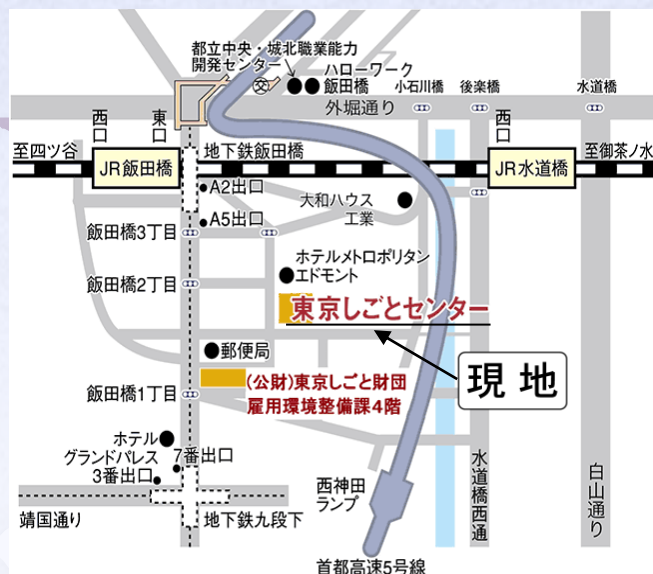 都立中央・城北職業能力
開発センター
ハローワーク
飯田橋
小石川橋
後楽橋
水道橋
外堀通り
西口
東口
西口
至四ツ谷
JR飯田橋
地下鉄飯田橋
JR水道橋
至御茶ノ水
A2出口
大和ハウス
工業
A5出口
飯田橋3丁目
ホテルメトロポリタン
エドモント
飯田橋2丁目
東京しごとセンター
郵便局
現地
(公財)東京しごと財団
雇用環境整備課4階
飯田橋1丁目
ホテル
グランドパレス
7番出口
3番出口
西神田
ランプ
水道橋西通
白山通り
靖国通り
地下鉄九段下
首都高速5号線